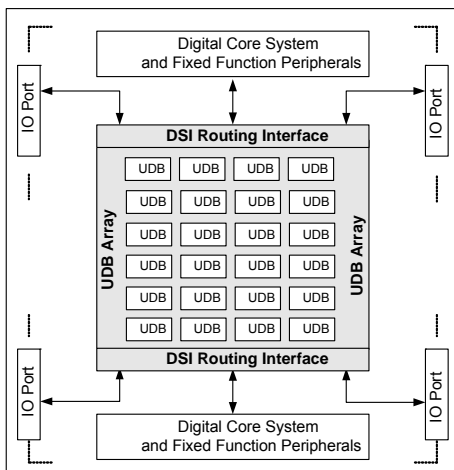 Digital Core System
and Fixed Function Peripherals
IO Port
IO Port
DSI Routing Interface
UDB UDB UDB UDB
UDB UDB UDB UDB
UDB UDB UDB UDB
UDB UDB UDB UDB
UDB UDB UDB UDB
UDB UDB UDB UDB
UDB Array
UDB Array
DSI Routing Interface
IO Port
IO Port
Digital Core System
and Fixed Function Peripherals